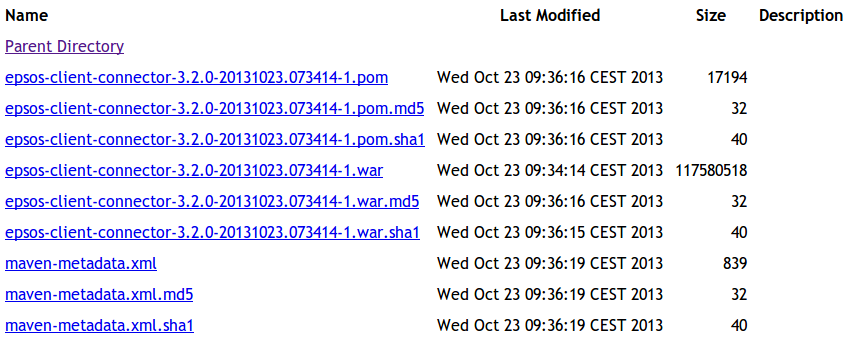 Name Last Modified Size Description
Parent Directory
epsos-client-connector-3.2.0-20131023.073414-1.pom Wed Oct 23 09:36:16 CEST 2013 17194
epsos-client-connector-3.2.0-20131023.073414-1.pom.md5 Wed Oct 23 09:36:16 CEST 2013 32
epsos-client-connector-3.2.0-20131023.073414-1.pom.sha1 Wed Oct 23 09:36:16 CEST 2013 40
epsos-client-connector-3.2.0-20131023.073414-1.war Wed Oct 23 09:34:14 CEST 2013 117580518
epsos-client-connector-3.2.0-20131023.073414-1.war.md5 Wed Oct 23 09:36:16 CEST 2013 32
epsos-client-connector-3.2.0-20131023.073414-1.war.sha1 Wed Oct 23 09:36:15 CEST 2013 40
maven-metadata.xml Wed Oct 23 09:36:19 CEST 2013 839
maven-metadata.xml.md5 Wed Oct 23 09:36:19 CEST 2013 32
maven-metadata.xml.sha1 Wed Oct 23 09:36:19 CEST 2013 40